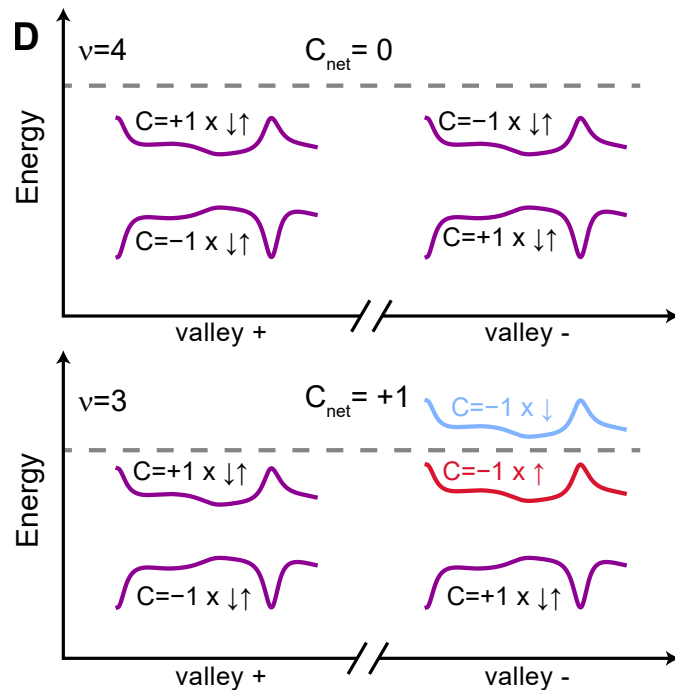 D
ν=4
C_net = 0
Energy
C=+1 x ↓↑
C=−1 x ↓↑
C=−1 x ↓↑
C=+1 x ↓↑
valley +
valley -
ν=3
C_net = +1
Energy
C=−1 x ↓
C=+1 x ↓↑
C=−1 x ↑
C=−1 x ↓↑
C=+1 x ↓↑
valley +
valley -